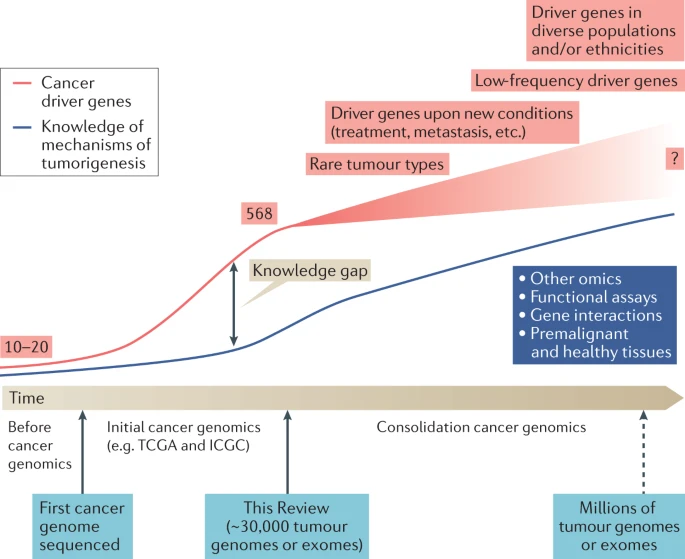 Driver genes in
diverse populations
and/or ethnicities
Low-frequency driver genes
Cancer
driver genes
Knowledge of
mechanisms of
tumorigenesis
Driver genes upon new conditions
(treatment, metastasis, etc.)
Rare tumour types
?
568
Knowledge gap
• Other omics
• Functional assays
• Gene interactions
• Premalignant
and healthy tissues
10–20
Time
Before
cancer
genomics
Initial cancer genomics
(e.g. TCGA and ICGC)
Consolidation cancer genomics
First cancer
genome
sequenced
This Review
(~30,000 tumour
genomes or exomes)
Millions of
tumour genomes
or exomes